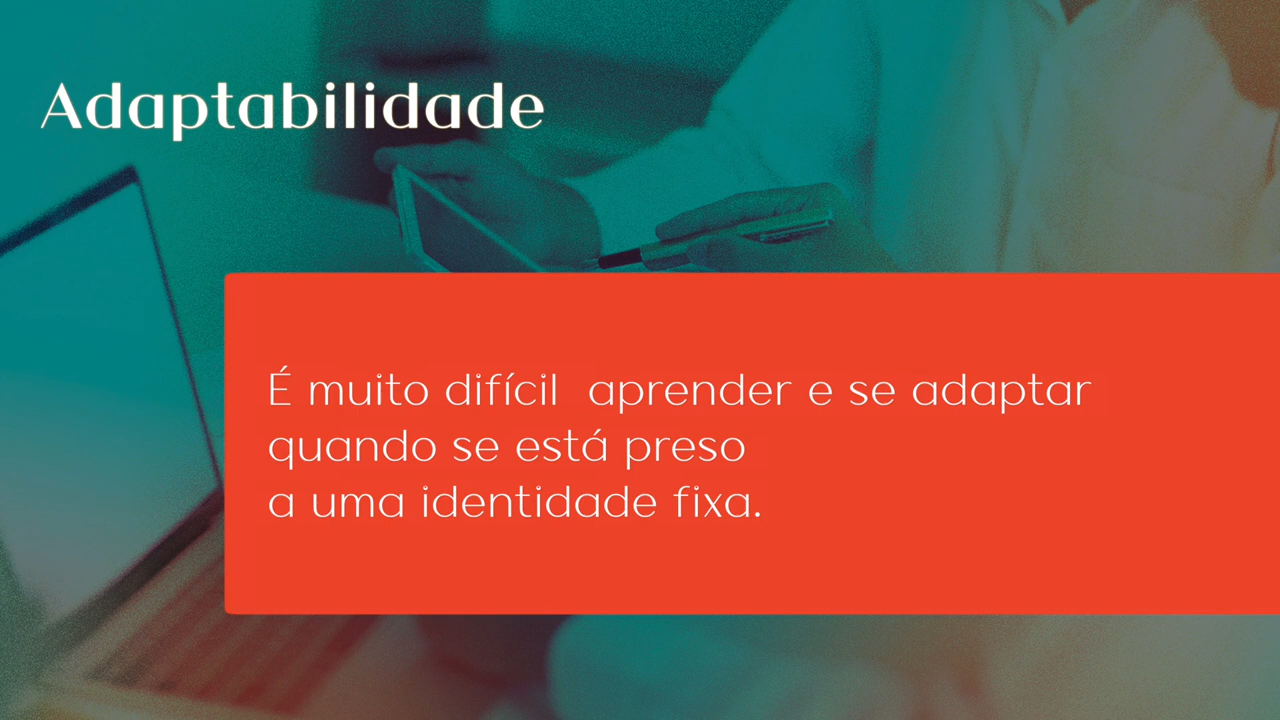 Adaptabilidade
É muito difícil  aprender e se adaptar
quando se está preso
a uma identidade fixa.